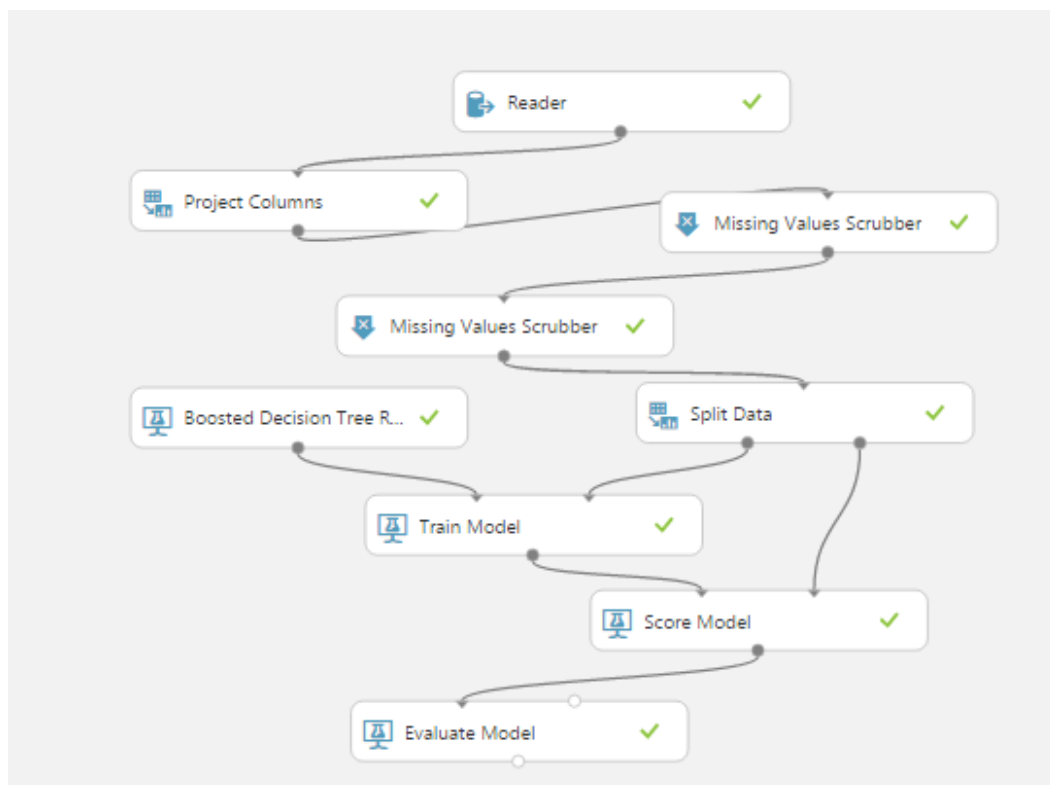 Reader
Project Columns
Missing Values Scrubber
Missing Values Scrubber
Boosted Decision Tree R...
Split Data
Train Model
Score Model
Evaluate Model